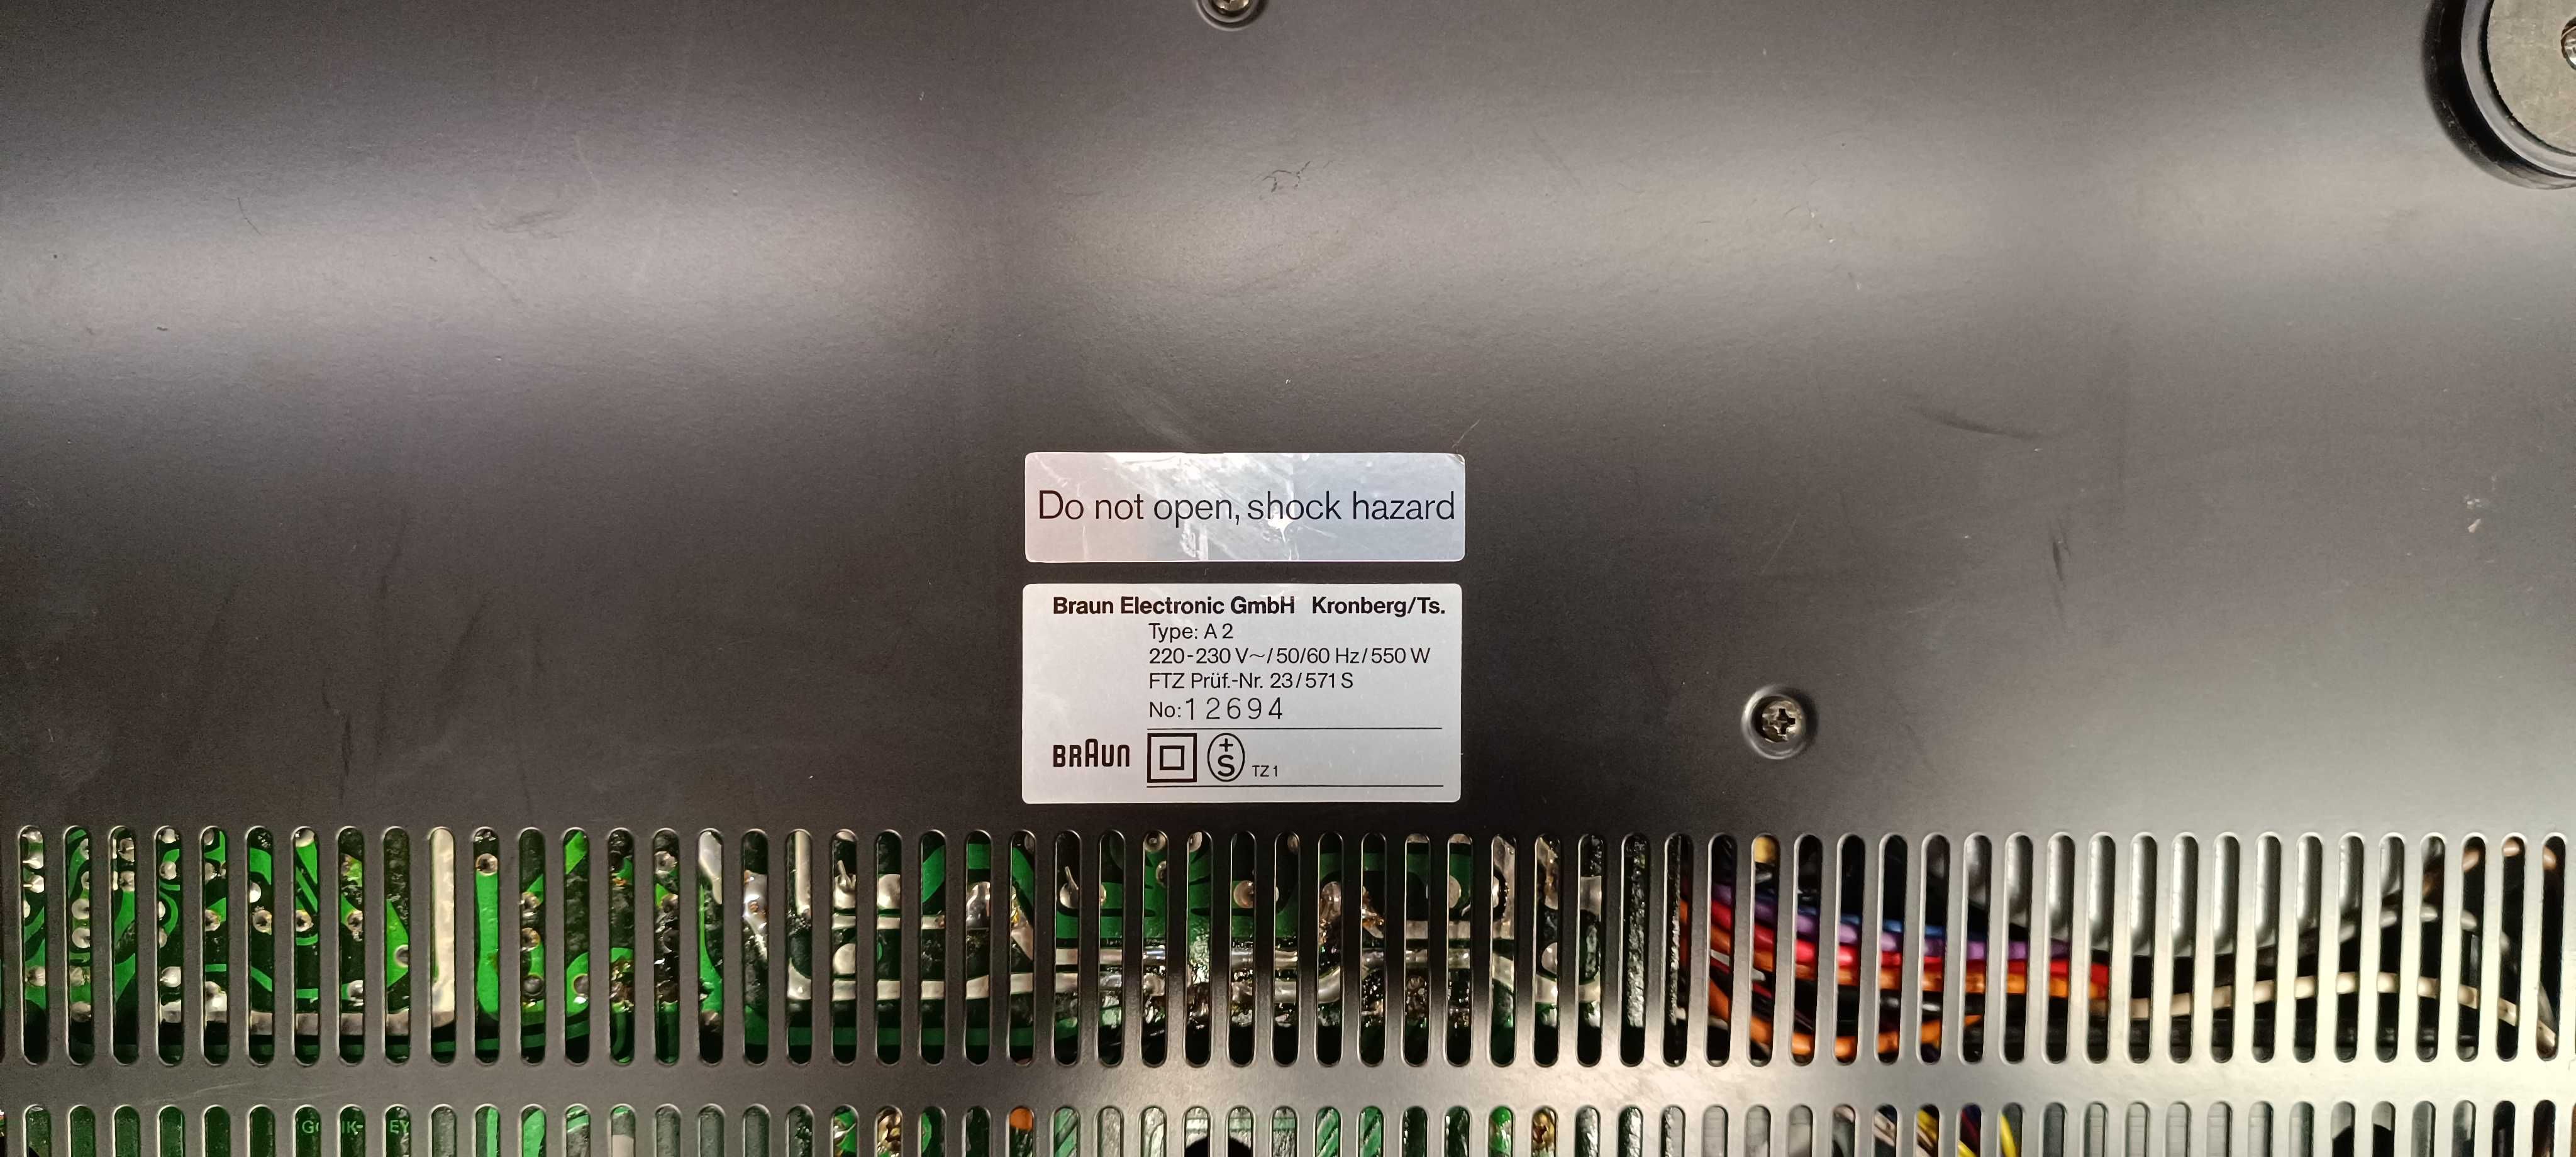 Do not open, shock hazard
Braun Electronic GmbH Kronberg/Ts.
Type: A 2
220-230 V~/50/60 Hz/550 W
FTZ Prüf.-Nr. 23/571 S
No: 12694
BRAUN
+
S
TZ 1